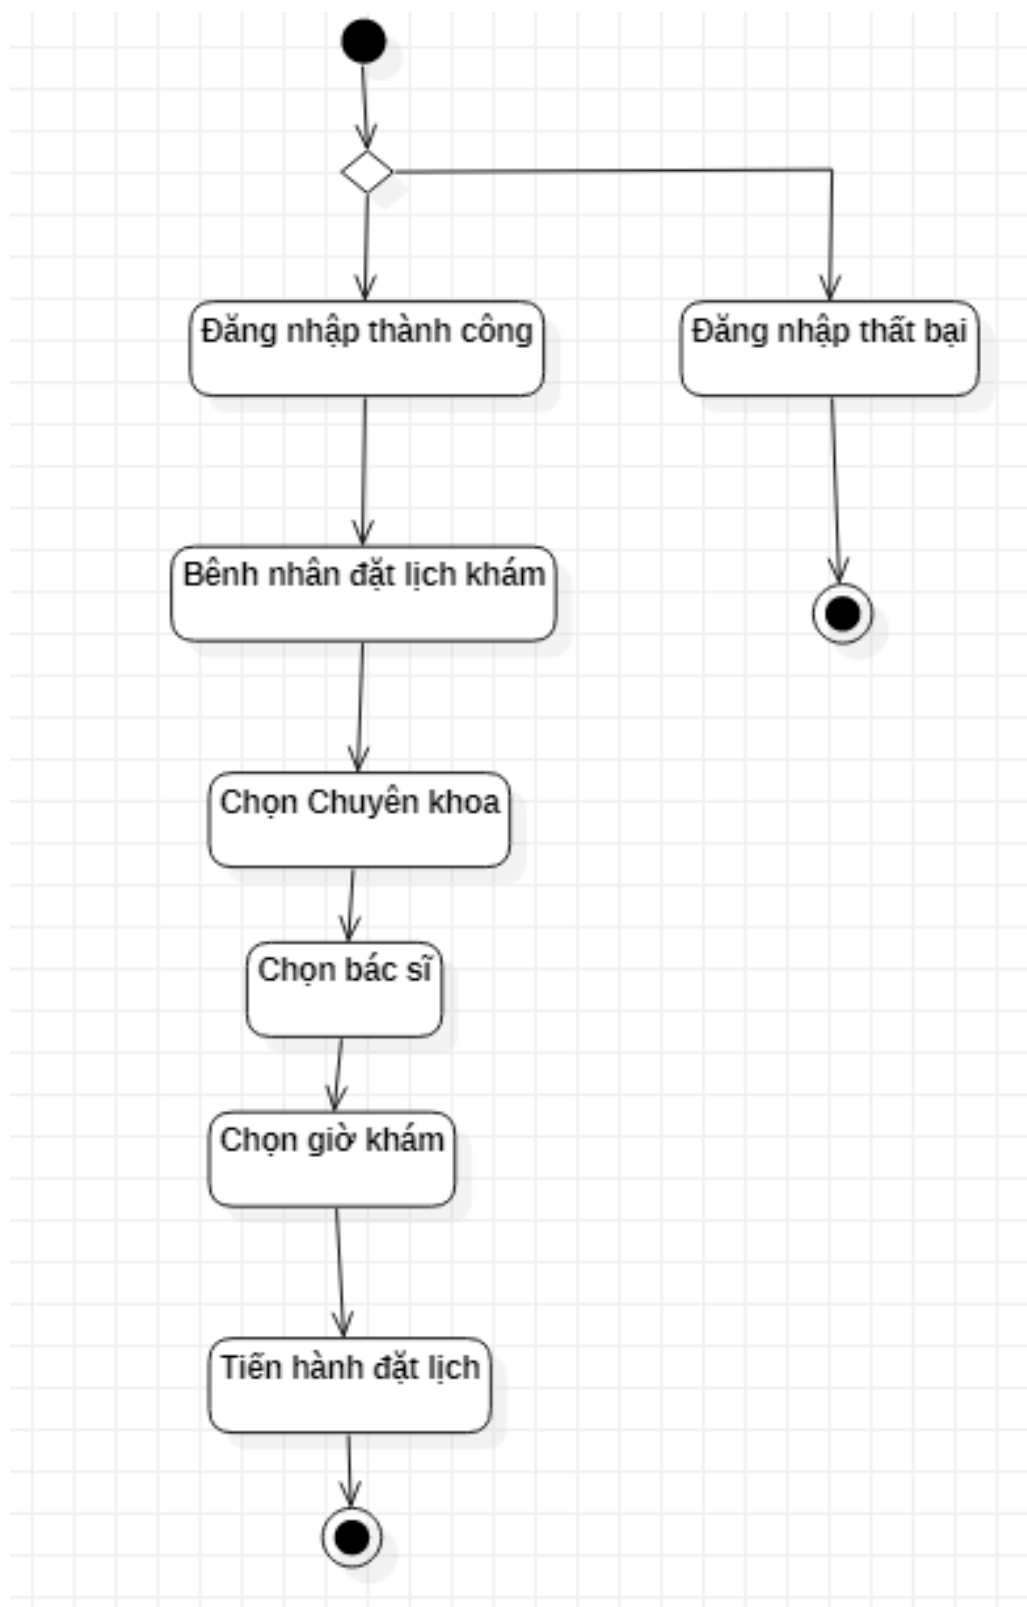 Đăng nhập thành công
Đăng nhập thất bại
Bênh nhân đặt lịch khám
Chọn Chuyên khoa
Chọn bác sĩ
Chọn giờ khám
Tiến hành đặt lịch